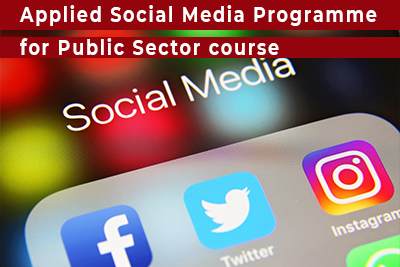 Applied Social Media Programme
for Public Sector course
Social Media
f
Twitter
Instagram